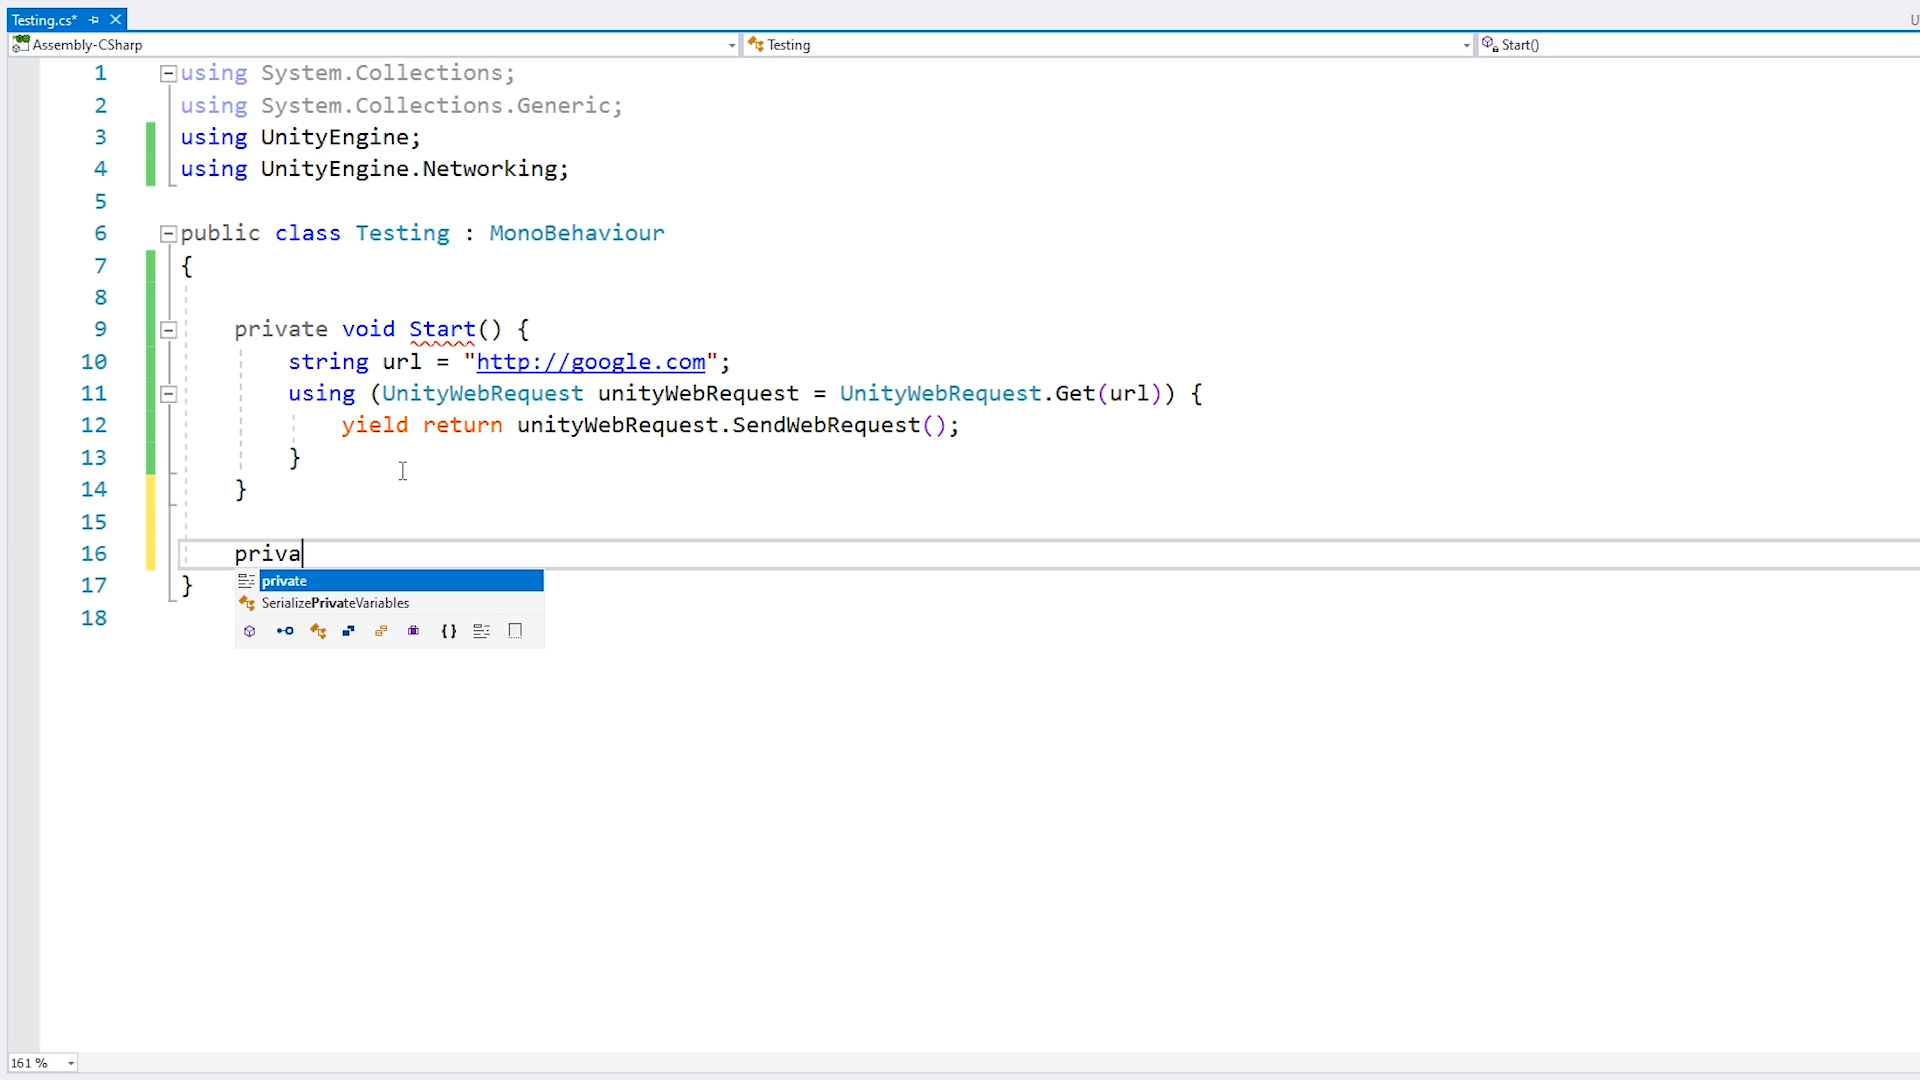 Testing.cs*
U
Assembly-CSharp
Testing
Start()
1 using System.Collections;
2 using System.Collections.Generic;
3 using UnityEngine;
4 using UnityEngine.Networking;
5
6 public class Testing : MonoBehaviour
7 {
8
9 private void Start() {
10 string url = "http://google.com";
11 using (UnityWebRequest unityWebRequest = UnityWebRequest.Get(url)) {
12 yield return unityWebRequest.SendWebRequest();
13 }
14 }
15
16 priva
17 }
private
SerializePrivateVariables
18
{}
161 %